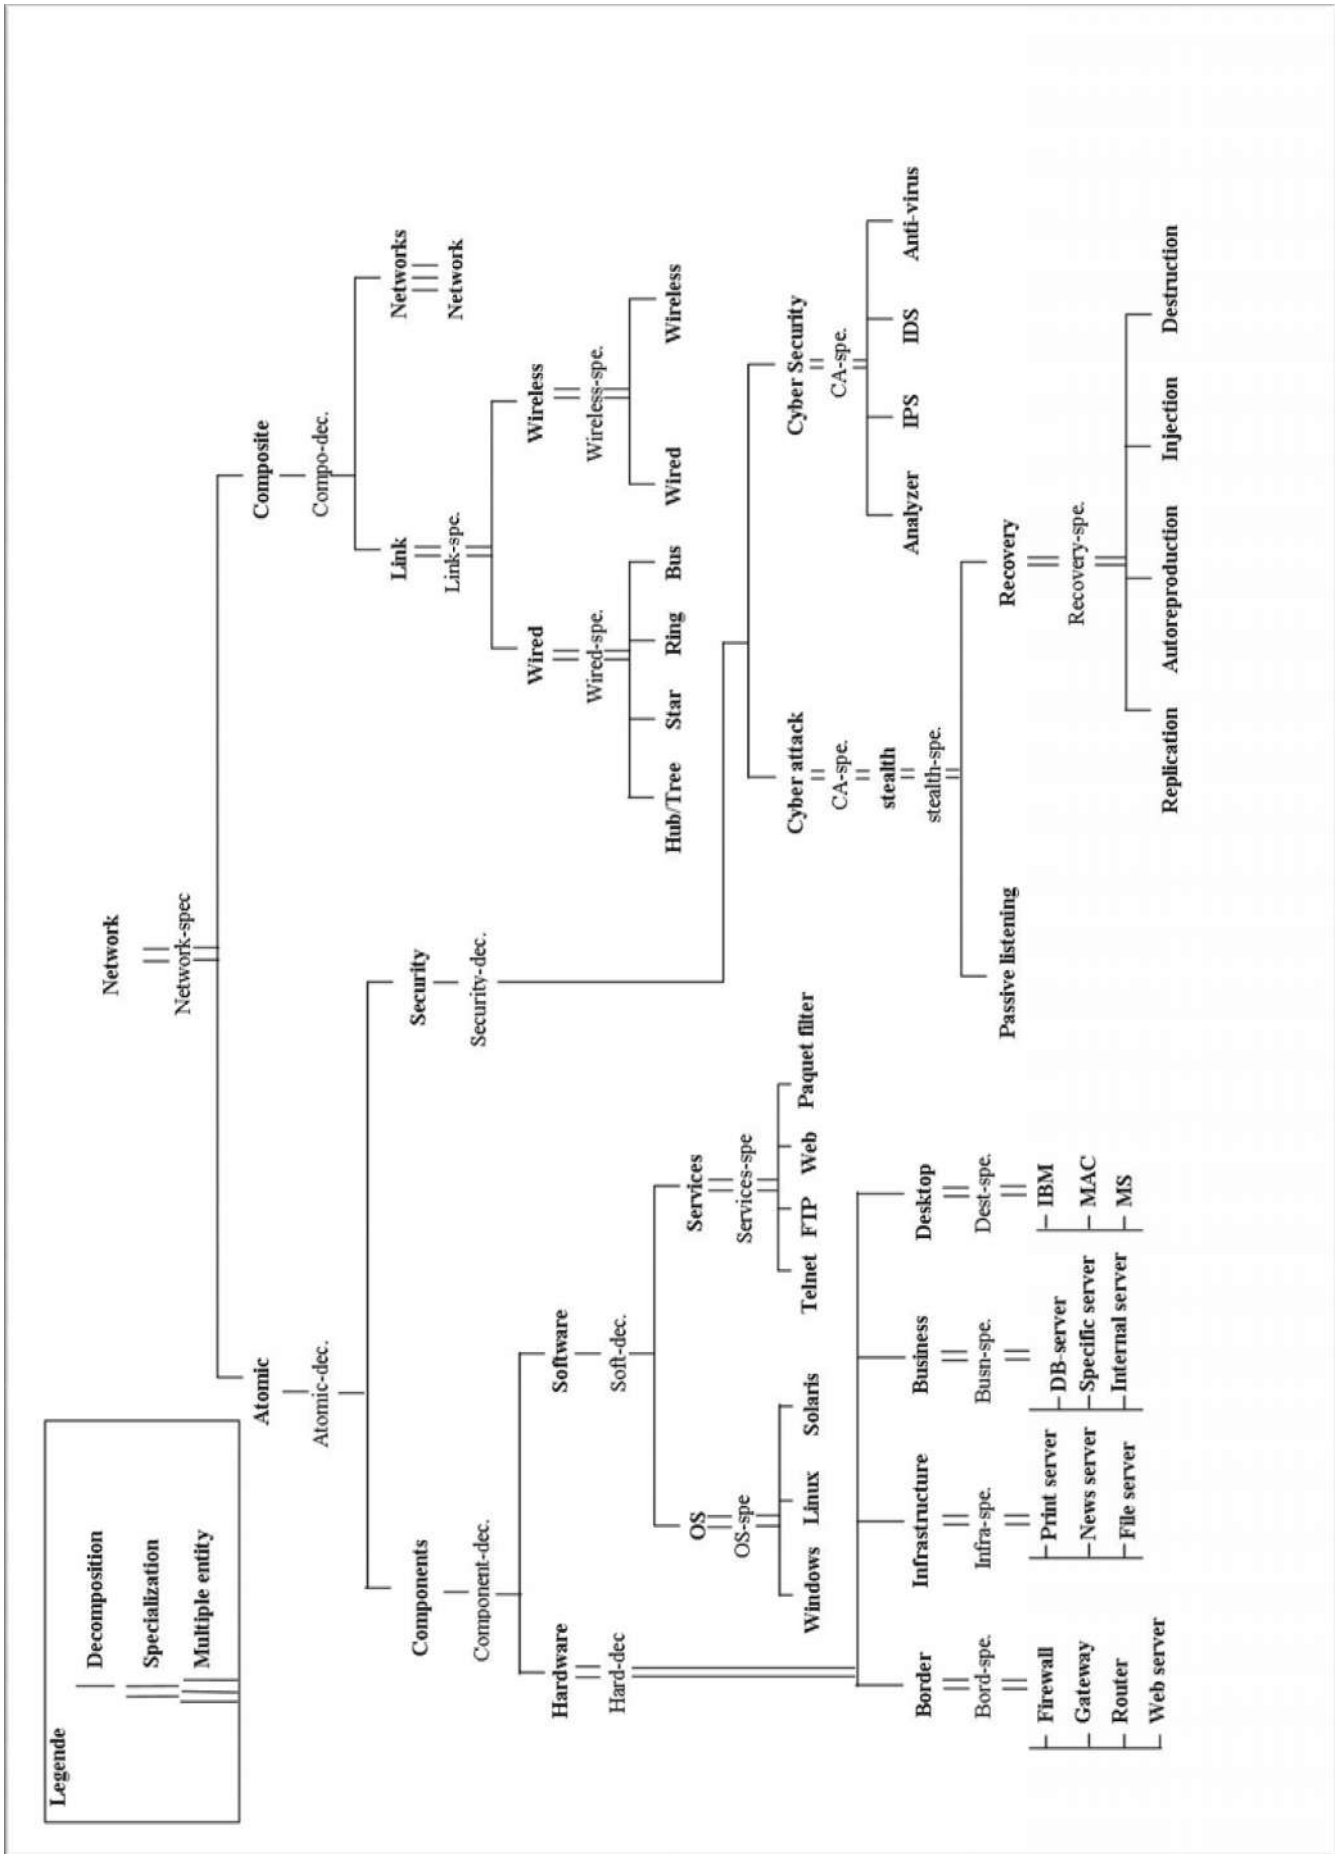 Legende
Decomposition
Specialization
Multiple entity
Network
Network-spec
Atomic
Composite
Atomic-dec.
Compo-dec.
Components
Security
Link
Networks
Component-dec.
Security-dec.
Link-spe.
Network
Hardware
Software
Wired
Wireless
Hard-dec
Soft-dec.
Wired-spe.
Wireless-spe.
OS
Services
Hub/Tree
Star
Ring
Bus
Wired
Wireless
OS-spe
Services-spe
Windows
Linux
Solaris
Telnet
FTP
Web
Paquet filter
Cyber attack
Cyber Security
CA-spe.
CA-spe.
stealth
Analyzer
IPS
IDS
Anti-virus
stealth-spe.
Border
Infrastructure
Business
Desktop
Bord-spe.
Infra-spe.
Busn-spe.
Dest-spe.
Passive listening
Recovery
Firewall
Gateway
Router
Web server
Print server
News server
File server
DB-server
Specific server
Internal server
IBM
MAC
MS
Recovery-spe.
Replication
Autoreproduction
Injection
Destruction